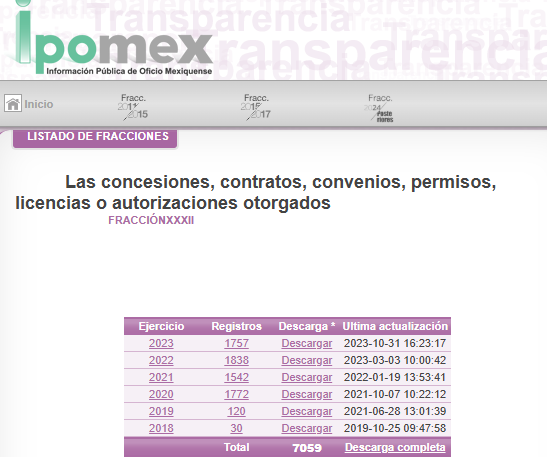 Transparencia
Transparencia
ipomex
Información Pública de Oficio Mexiquense
Inicio
Fracc.
2015
Fracc.
2017
Fracc.
2024
Poste
riores
LISTADO DE FRACCIONES
Las concesiones, contratos, convenios, permisos,
licencias o autorizaciones otorgados
FRACCIÓNXXXII
Ejercicio Registros Descarga * Ultima actualización
2023 1757 Descargar 2023-10-31 16:23:17
2022 1838 Descargar 2023-03-03 10:00:42
2021 1542 Descargar 2022-01-19 13:53:41
2020 1772 Descargar 2021-10-07 10:22:12
2019 120 Descargar 2021-06-28 13:01:39
2018 30 Descargar 2019-10-25 09:47:58
Total 7059 Descarga completa